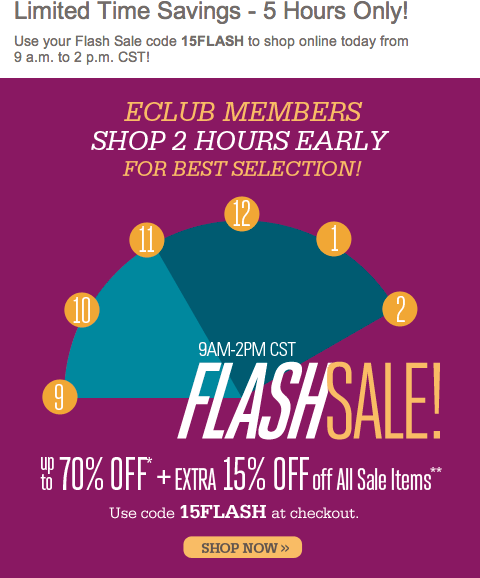 Limited Time Savings - 5 Hours Only!
Use your Flash Sale code 15FLASH to shop online today from
9 a.m. to 2 p.m. CST!
ECLUB MEMBERS
SHOP 2 HOURS EARLY
FOR BEST SELECTION!
12
11
1
10
2
9
9AM-2PM CST
FLASHSALE!
up to 70% OFF* + EXTRA 15% OFF off All Sale Items**
Use code 15FLASH at checkout.
SHOP NOW »